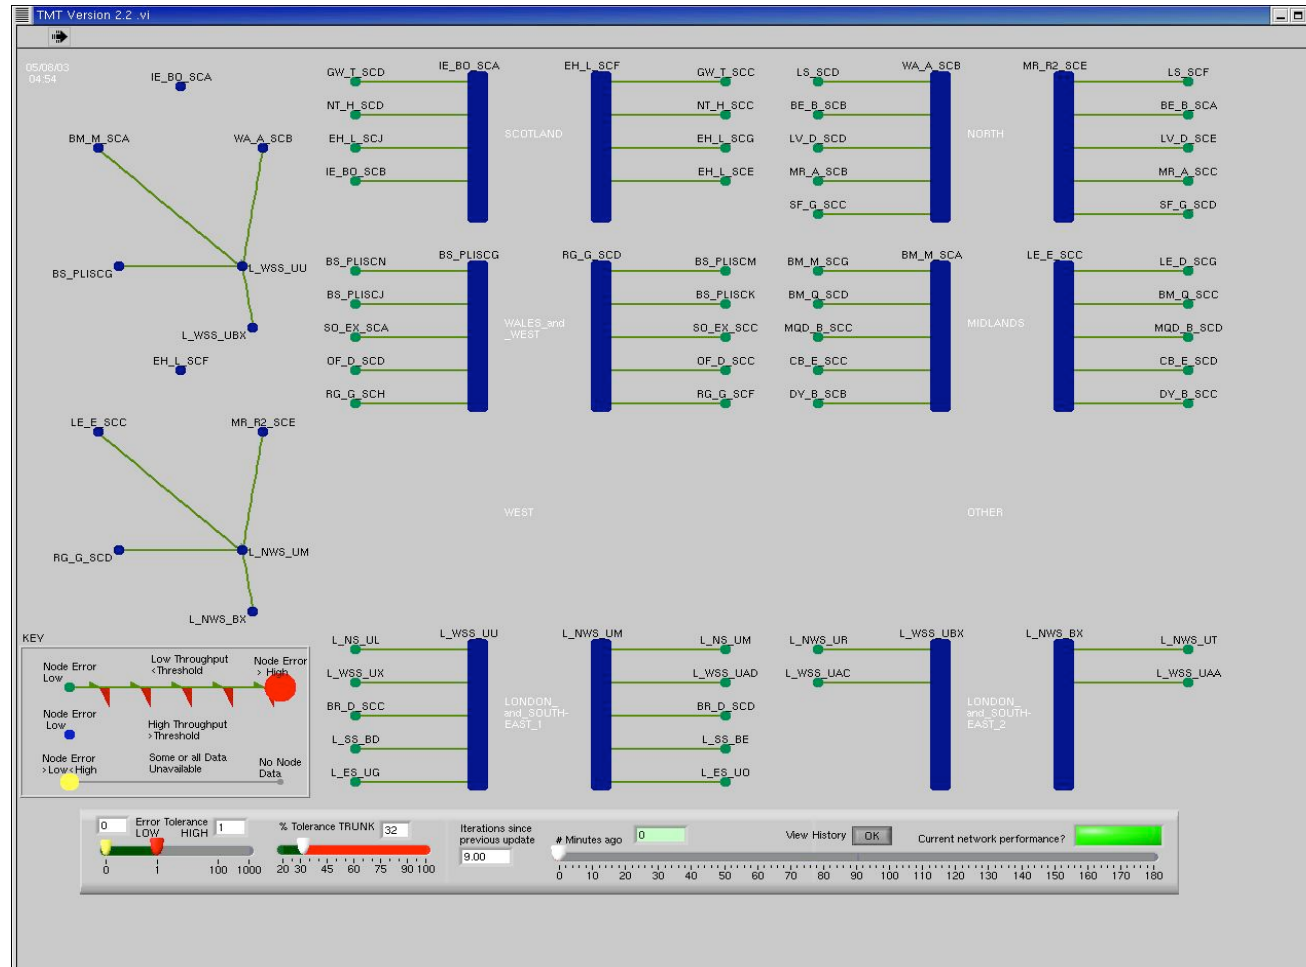 TMT Version 2.2 .vi
05/08/03
04:54
IE_BO_SCA
BM_M_SCA
WA_A_SCB
BS_PLISCG
L_WSS_UU
L_WSS_UBX
EH_L_SCF
LE_E_SCC
MR_R2_SCE
RG_G_SCD
L_NWS_UM
L_NWS_BX
GW_T_SCD
IE_BO_SCA
EH_L_SCF
GW_T_SCC
NT_H_SCD
NT_H_SCC
SCOTLAND
EH_L_SCJ
EH_L_SCG
IE_BO_SCB
EH_L_SCE
LS_SCD
WA_A_SCB
MR_R2_SCE
LS_SCF
BE_B_SCB
BE_B_SCA
NORTH
LV_D_SCD
LV_D_SCE
MR_A_SCB
MR_A_SCC
SF_G_SCC
SF_G_SCD
BS_PLISCN
BS_PLISCG
RG_G_SCD
BS_PLISCM
BS_PLISCJ
BS_PLISCK
SO_EX_SCA
WALES_and
_WEST
SO_EX_SCC
OF_D_SCD
OF_D_SCC
RG_G_SCH
RG_G_SCF
BM_M_SCG
BM_M_SCA
LE_E_SCC
LE_D_SCG
BM_Q_SCD
BM_Q_SCC
MQD_B_SCC
MIDLANDS
MQD_B_SCD
CB_E_SCC
CB_E_SCD
DY_B_SCB
DY_B_SCC
WEST
OTHER
L_NS_UL
L_WSS_UU
L_NWS_UM
L_NS_UM
L_WSS_UX
L_WSS_UAD
BR_D_SCC
LONDON_
and_SOUTH-
EAST_1
BR_D_SCD
L_SS_BD
L_SS_BE
L_ES_UG
L_ES_UO
L_NWS_UR
L_WSS_UBX
L_NWS_BX
L_NWS_UT
L_WSS_UAC
L_WSS_UAA
LONDON_
and_SOUTH-
EAST_2
KEY
Node Error
Low
Low Throughput
<Threshold
Node Error
> High
Node Error
Low
High Throughput
>Threshold
Node Error
>Low<High
Some or all Data
Unavailable
No Node
Data
0
Error Tolerance
LOW HIGH
1
0 1 100 1000
% Tolerance TRUNK 32
20 30 45 60 75 90 100
Iterations since
previous update
9.00
# Minutes ago 0
View History OK
Current network performance?
0 10 20 30 40 50 60 70 80 90 100 110 120 130 140 150 160 170 180